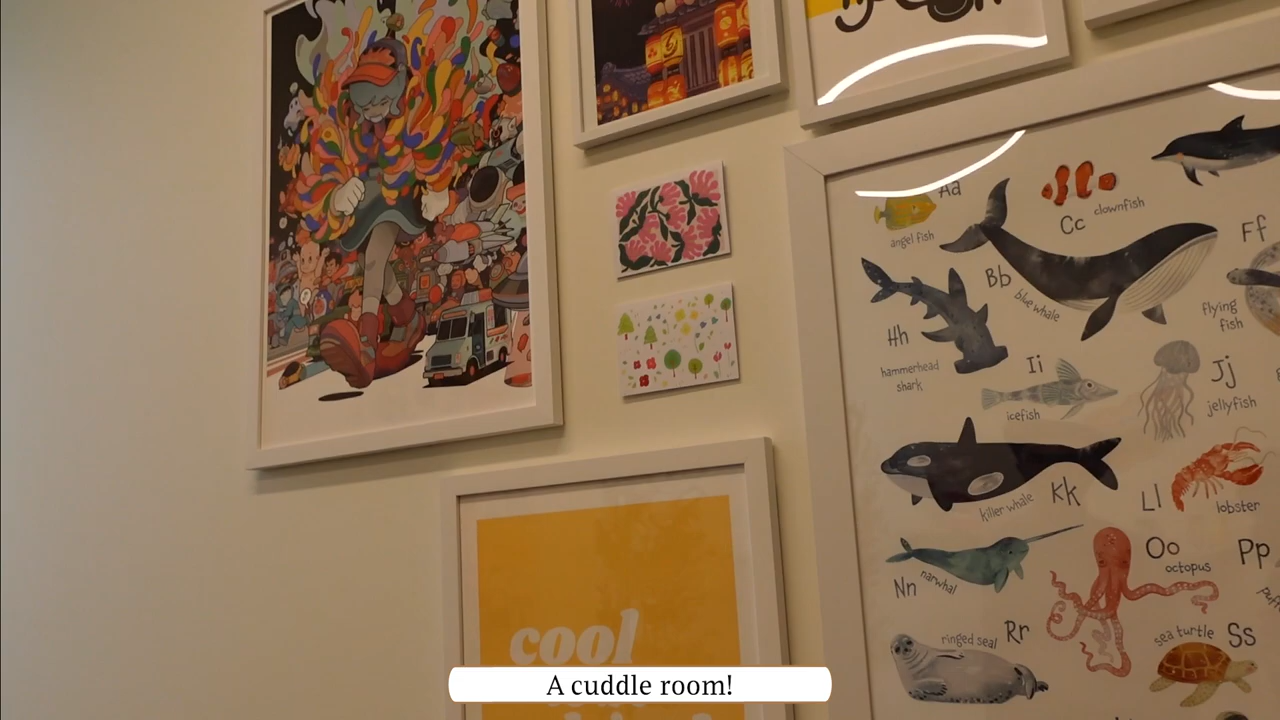 Aa
angel fish
Bb
blue whale
Cc
clownfish
Ff
flying
fish
Hh
hammerhead
shark
Ii
icefish
Jj
jellyfish
Kk
killer whale
Ll
lobster
Nn
narwhal
Oo
octopus
Pp
Rr
ringed seal
Ss
sea turtle
cool
A cuddle room!